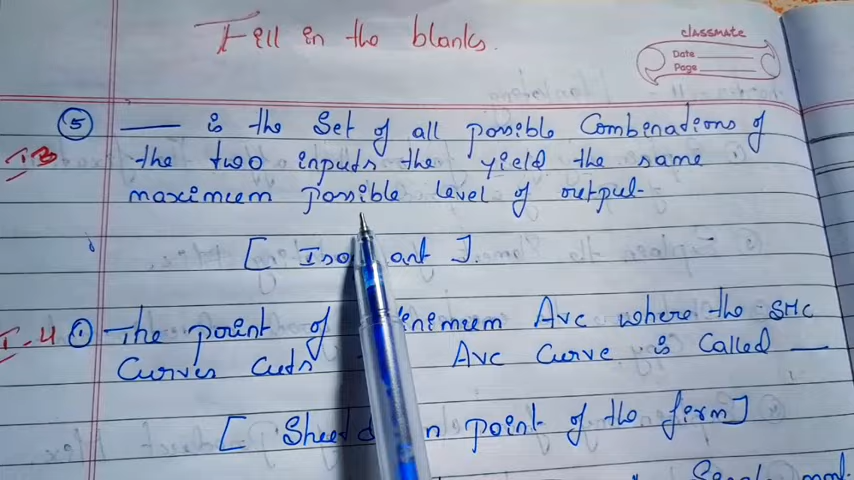 Fill in the blanks.
classmate
Date
Page
5 ___ is the Set of all possible Combinations of
the two inputs the yield the same
maximum possible level of output
[ Iso ant ].
1 The point of minimum Avc where the SMC
Curves Cuts Avc Curve is Called ___
[ n point of the firm]